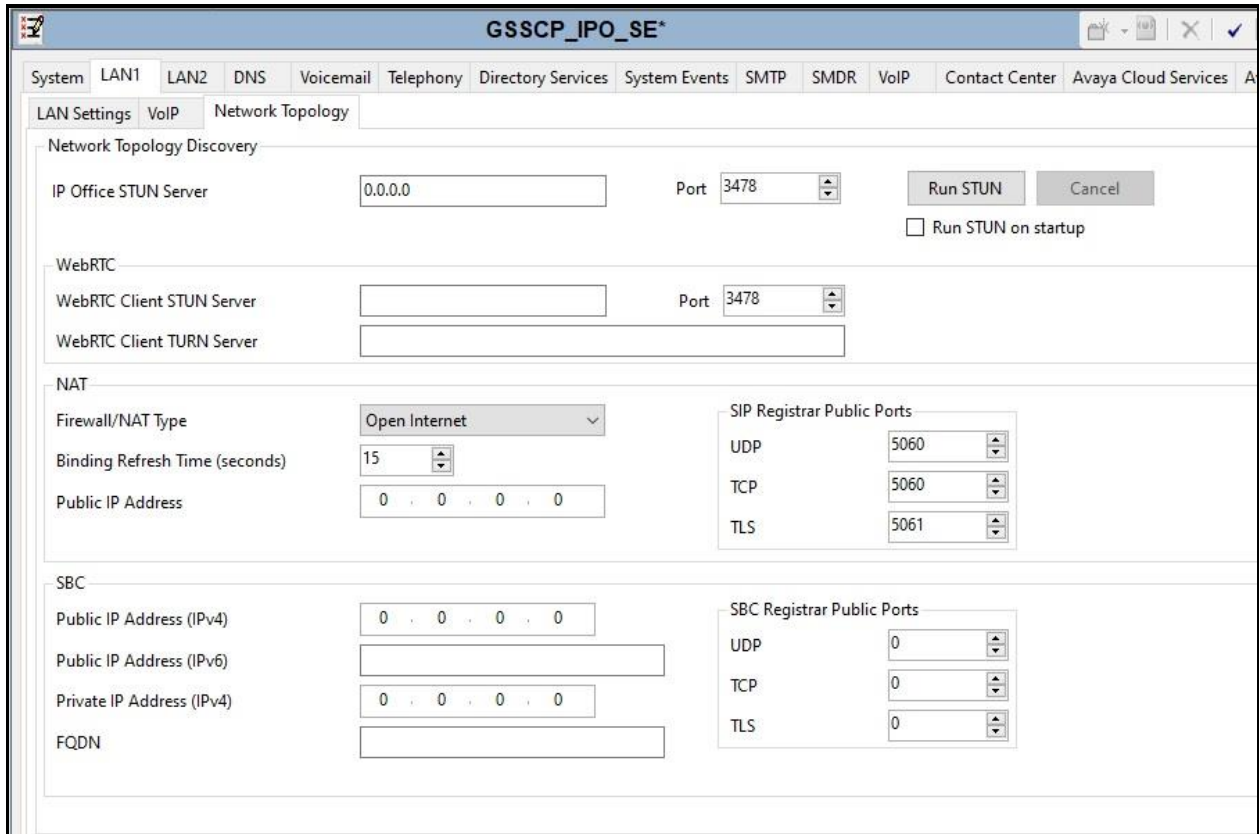 GSSCP_IPO_SE*
System LAN1 LAN2 DNS Voicemail Telephony Directory Services System Events SMTP SMDR VoIP Contact Center Avaya Cloud Services
LAN Settings VoIP Network Topology
Network Topology Discovery
IP Office STUN Server 0.0.0.0 Port 3478 Run STUN Cancel
Run STUN on startup
WebRTC
WebRTC Client STUN Server Port 3478
WebRTC Client TURN Server
NAT
Firewall/NAT Type Open Internet SIP Registrar Public Ports
UDP 5060
Binding Refresh Time (seconds) 15
TCP 5060
Public IP Address 0 . 0 . 0 . 0
TLS 5061
SBC
Public IP Address (IPv4) 0 . 0 . 0 . 0 SBC Registrar Public Ports
UDP 0
Public IP Address (IPv6)
TCP 0
Private IP Address (IPv4) 0 . 0 . 0 . 0
TLS 0
FQDN